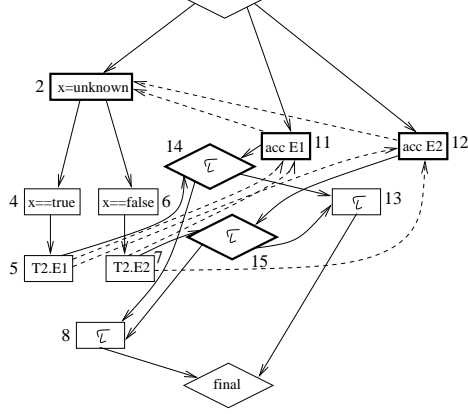 2 x=unknown
14 acc E1 11 acc E2 12
τ
4 x==true x==false 6 τ 13
τ
5 T2.E1 T2.E2 7 15
8 τ
final